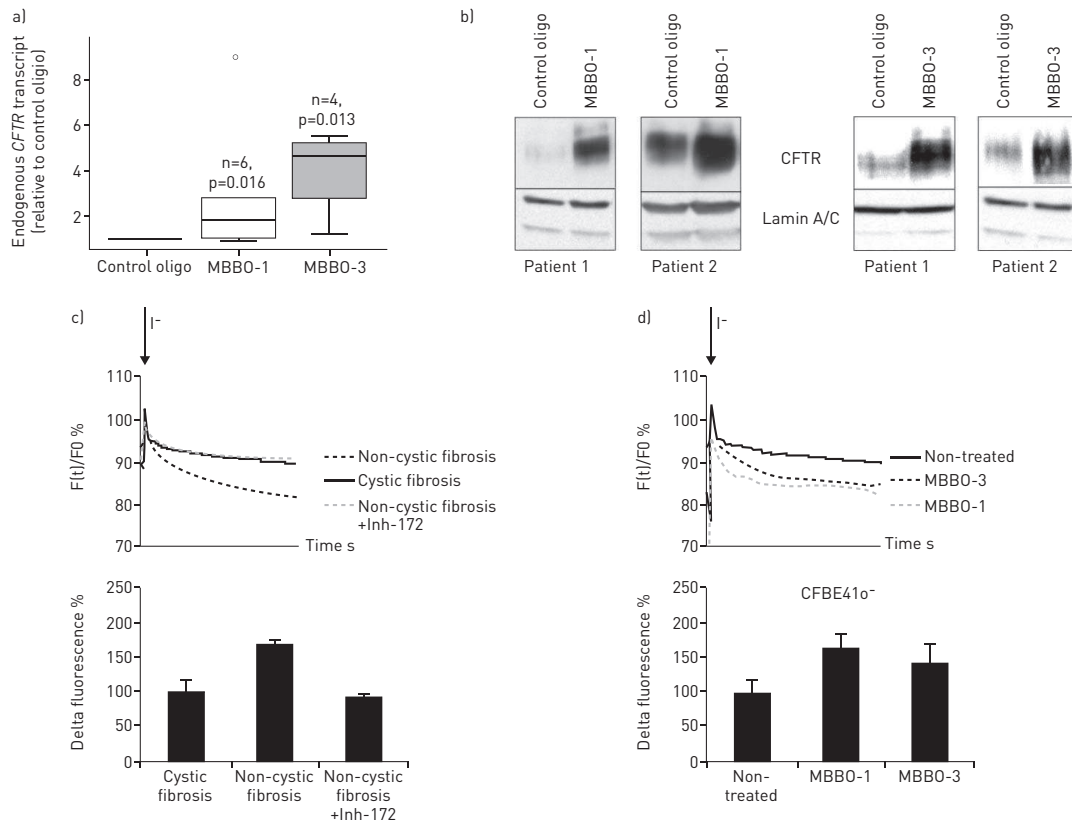 a)
Endogenous CFTR transcript
(relative to control oligio)
8
6
4
2
n=6,
p=0.016
n=4,
p=0.013
Control oligo
MBBO-1
MBBO-3
b)
Control oligo
MBBO-1
Control oligo
MBBO-1
Control oligo
MBBO-3
Control oligo
MBBO-3
CFTR
Lamin A/C
Patient 1
Patient 2
Patient 1
Patient 2
c)
I-
F(t)/F0 %
110
100
90
80
70
Time s
Non-cystic fibrosis
Cystic fibrosis
Non-cystic fibrosis
+Inh-172
Delta fluorescence %
250
200
150
100
50
0
Cystic
fibrosis
Non-cystic
fibrosis
Non-cystic
fibrosis
+Inh-172
d)
I-
F(t)/F0 %
110
100
90
80
70
Time s
Non-treated
MBBO-3
MBBO-1
CFBE41o-
Delta fluorescence %
250
200
150
100
50
0
Non-
treated
MBBO-1
MBBO-3